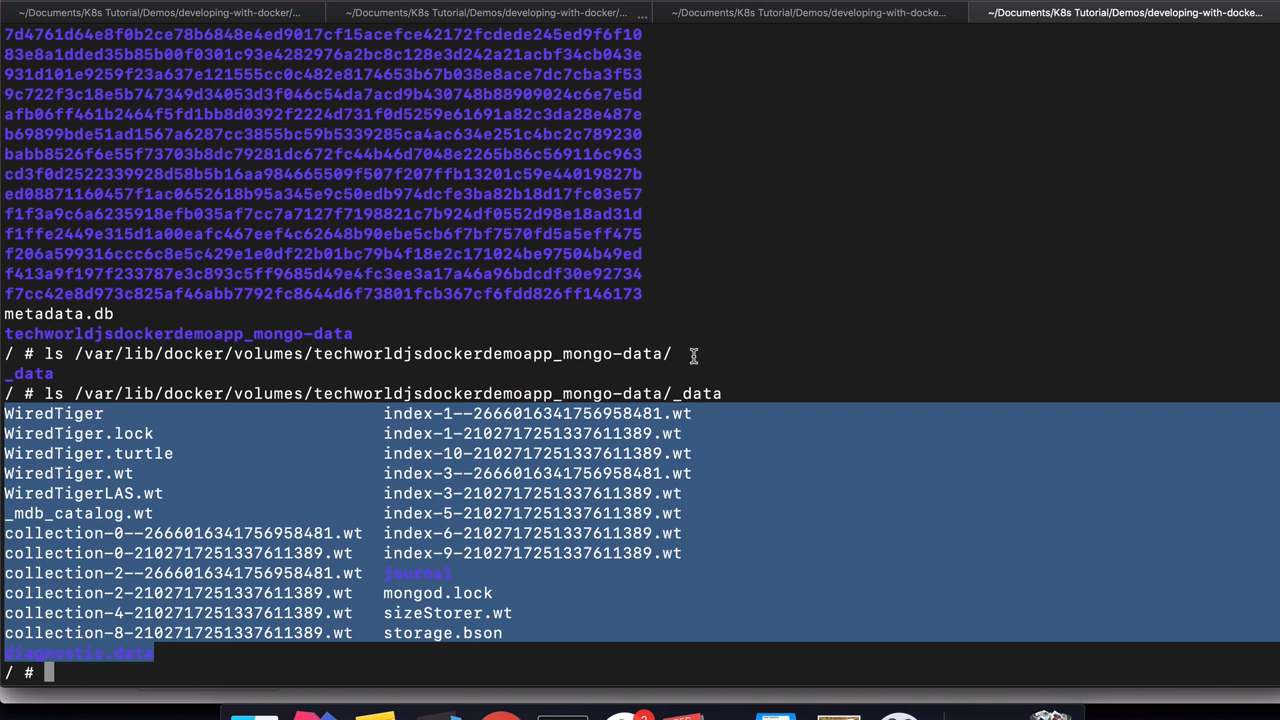 ~/Documents/K8s Tutorial/Demos/developing-with-docker/... ~/Documents/K8s Tutorial/Demos/developing-with-docker/... ... ~/Documents/K8s Tutorial/Demos/developing-with-docke... ~/Documents/K8s Tutorial/Demos/developing-with-docke...
7d4761d64e8f0b2ce78b6848e4ed9017cf15acefce42172fcdede245ed9f6f10
83e8a1dded35b85b00f0301c93e4282976a2bc8c128e3d242a21acbf34cb043e
931d101e9259f23a637e121555cc0c482e8174653b67b038e8ace7dc7cba3f53
9c722f3c18e5b747349d34053d3f046c54da7acd9b430748b88909024c6e7e5d
afb06ff461b2464f5fd1bb8d0392f2224d731f0d5259e61691a82c3da28e487e
b69899bde51ad1567a6287cc3855bc59b5339285ca4ac634e251c4bc2c789230
babb8526f6e55f73703b8dc79281dc672fc44b46d7048e2265b86c569116c963
cd3f0d2522339928d58b5b16aa984665509f507f207ffb13201c59e44019827b
ed08871160457f1ac0652618b95a345e9c50edb974dcfe3ba82b18d17fc03e57
f1f3a9c6a6235918efb035af7cc7a7127f7198821c7b924df0552d98e18ad31d
f1ffe2449e315d1a00eafc467eef4c62648b90ebe5cb6f7bf7570fd5a5eff475
f206a599316ccc6c8e5c429e1e0df22b01bc79b4f18e2c171024be97504b49ed
f413a9f197f233787e3c893c5ff9685d49e4fc3ee3a17a46a96bdcdf30e92734
f7cc42e8d973c825af46abb7792fc8644d6f73801fcb367cf6fdd826ff146173
metadata.db
techworldjsdockerdemoapp_mongo-data
/ # ls /var/lib/docker/volumes/techworldjsdockerdemoapp_mongo-data/
_data
/ # ls /var/lib/docker/volumes/techworldjsdockerdemoapp_mongo-data/_data
WiredTiger index-1--2666016341756958481.wt
WiredTiger.lock index-1-2102717251337611389.wt
WiredTiger.turtle index-10-2102717251337611389.wt
WiredTiger.wt index-3--2666016341756958481.wt
WiredTigerLAS.wt index-3-2102717251337611389.wt
_mdb_catalog.wt index-5-2102717251337611389.wt
collection-0--2666016341756958481.wt index-6-2102717251337611389.wt
collection-0-2102717251337611389.wt index-9-2102717251337611389.wt
collection-2--2666016341756958481.wt journal
collection-2-2102717251337611389.wt mongod.lock
collection-4-2102717251337611389.wt sizeStorer.wt
collection-8-2102717251337611389.wt storage.bson
diagnostic.data
/ #